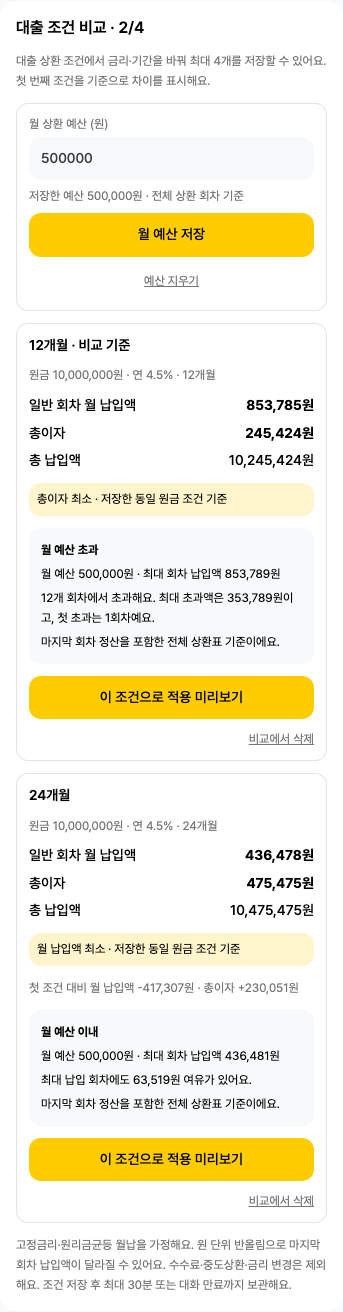 대출 조건 비교 · 2/4
대출 상환 조건에서 금리·기간을 바꿔 최대 4개를 저장할 수 있어요.
첫 번째 조건을 기준으로 차이를 표시해요.
월 상환 예산 (원)
500000
저장한 예산 500,000원 · 전체 상환 회차 기준
월 예산 저장
예산 지우기
12개월 · 비교 기준
원금 10,000,000원 · 연 4.5% · 12개월
일반 회차 월 납입액 853,785원
총이자 245,424원
총 납입액 10,245,424원
총이자 최소 · 저장한 동일 원금 조건 기준
월 예산 초과
월 예산 500,000원 · 최대 회차 납입액 853,789원
12개 회차에서 초과해요. 최대 초과액은 353,789원이
고, 첫 초과는 1회차예요.
마지막 회차 정산을 포함한 전체 상환표 기준이에요.
이 조건으로 적용 미리보기
비교에서 삭제
24개월
원금 10,000,000원 · 연 4.5% · 24개월
일반 회차 월 납입액 436,478원
총이자 475,475원
총 납입액 10,475,475원
월 납입액 최소 · 저장한 동일 원금 조건 기준
첫 조건 대비 월 납입액 -417,307원 · 총이자 +230,051원
월 예산 이내
월 예산 500,000원 · 최대 회차 납입액 436,481원
최대 납입 회차에도 63,519원 여유가 있어요.
마지막 회차 정산을 포함한 전체 상환표 기준이에요.
이 조건으로 적용 미리보기
비교에서 삭제
고정금리·원리금균등 월납을 가정해요. 원 단위 반올림으로 마지막
회차 납입액이 달라질 수 있어요. 수수료·중도상환·금리 변경은 제외
해요. 조건 저장 후 최대 30분 또는 대화 만료까지 보관해요.